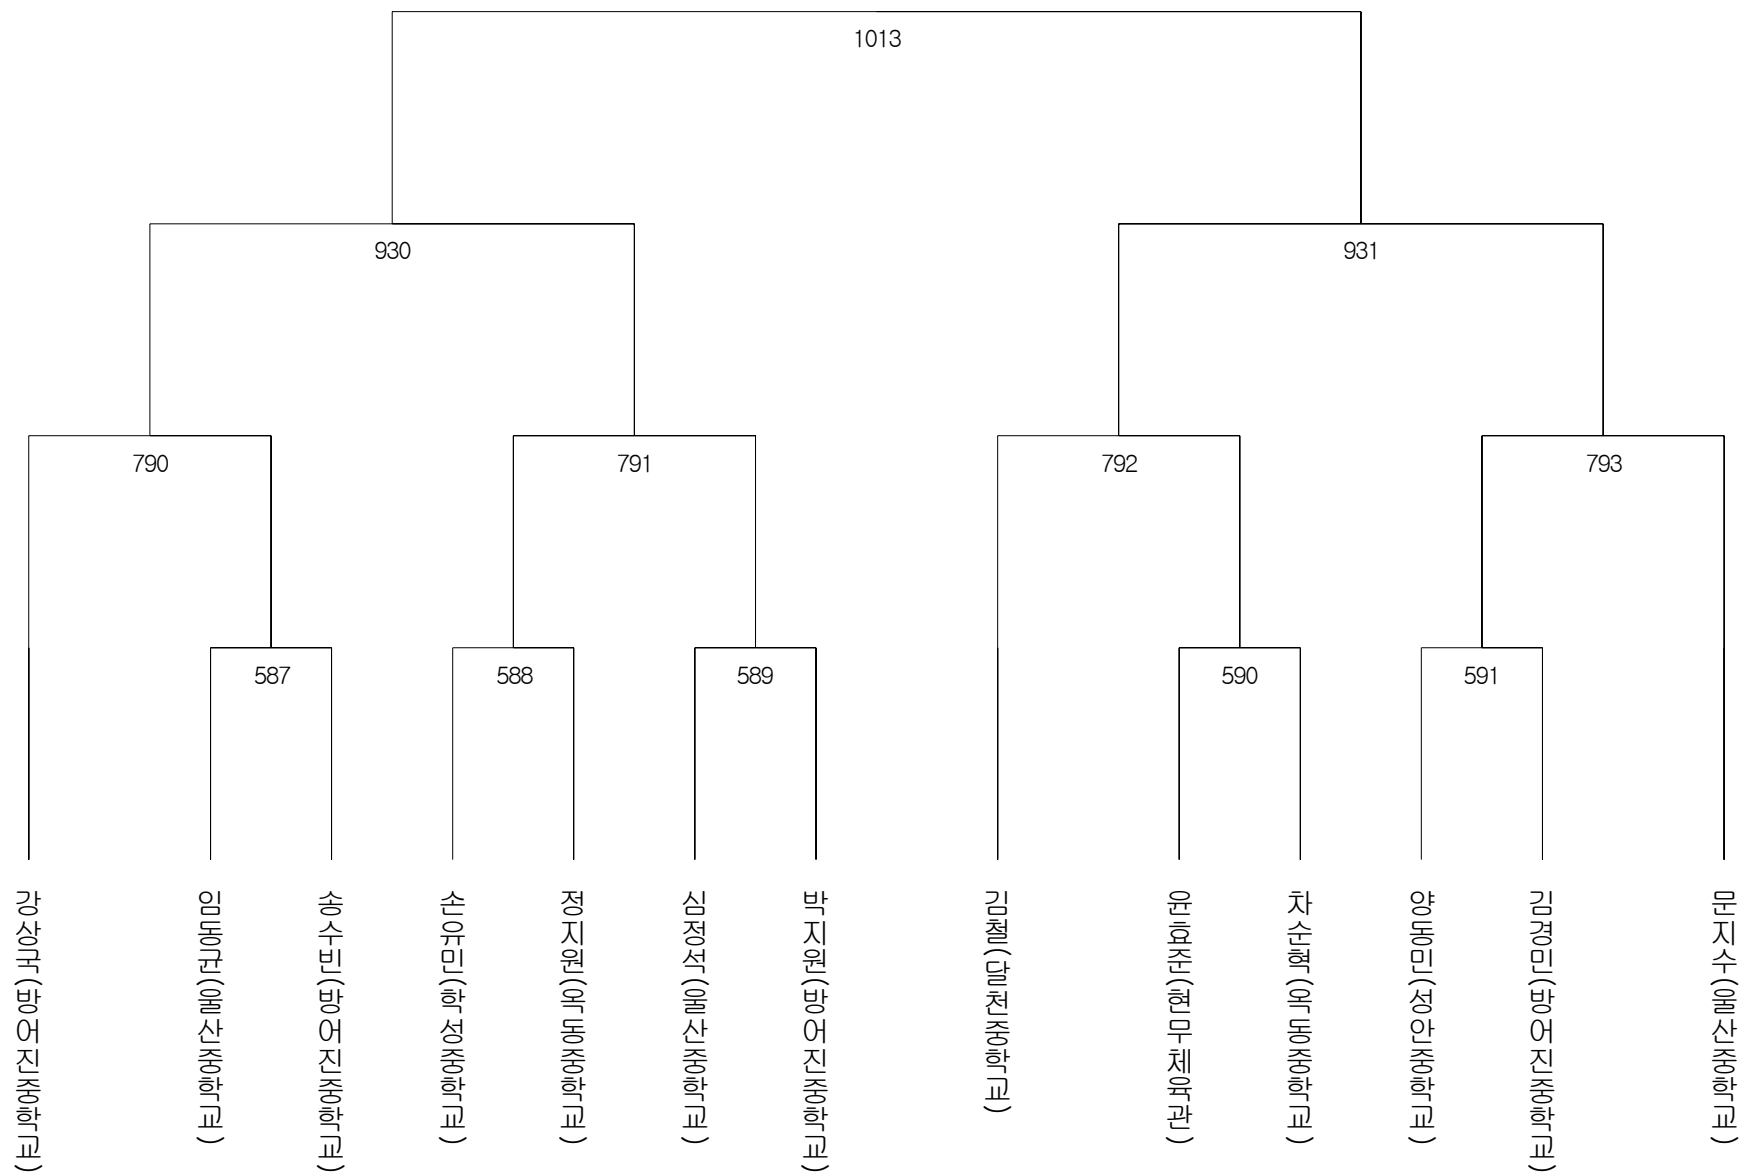 1013
930
931
790
791
792
793
587
588
589
590
591
강상국(방어진중학교)
임동균(울산중학교)
송수빈(방어진중학교)
손유민(학성중학교)
정지원(옥동중학교)
심정석(울산중학교)
박지원(방어진중학교)
김철(달천중학교)
윤효준(현무체육관)
차순혁(옥동중학교)
양동민(성안중학교)
김경민(방어진중학교)
문지수(울산중학교)